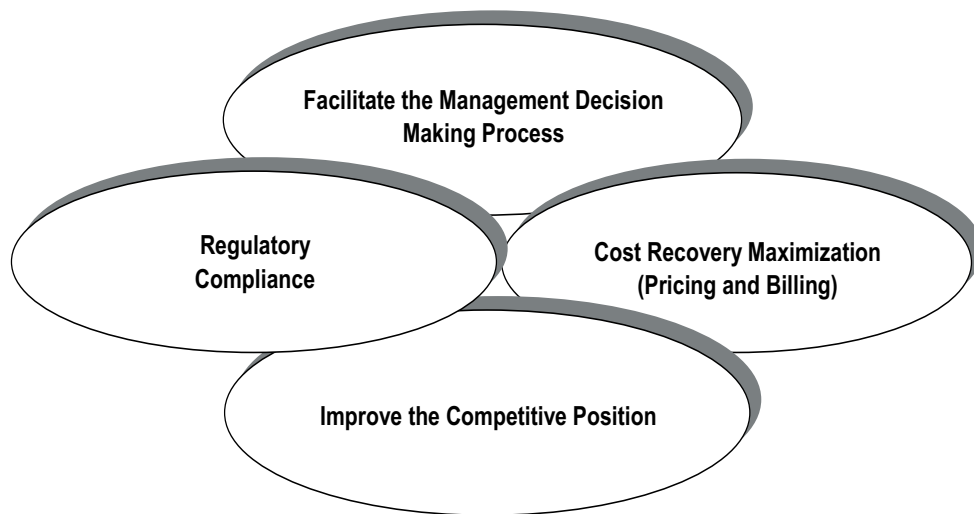 Facilitate the Management Decision
Making Process
Regulatory
Compliance
Cost Recovery Maximization
(Pricing and Billing)
Improve the Competitive Position